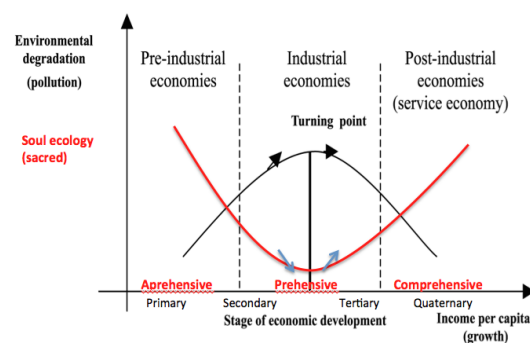 Environmental
degradation
(pollution)
Soul ecology
(sacred)
Pre-industrial
economies
Industrial
economies
Post-industrial
economies
(service economy)
Turning point
Aprehensive
Prehensive
Comprehensive
Primary
Secondary
Tertiary
Quaternary
Stage of economic development
Income per capita
(growth)